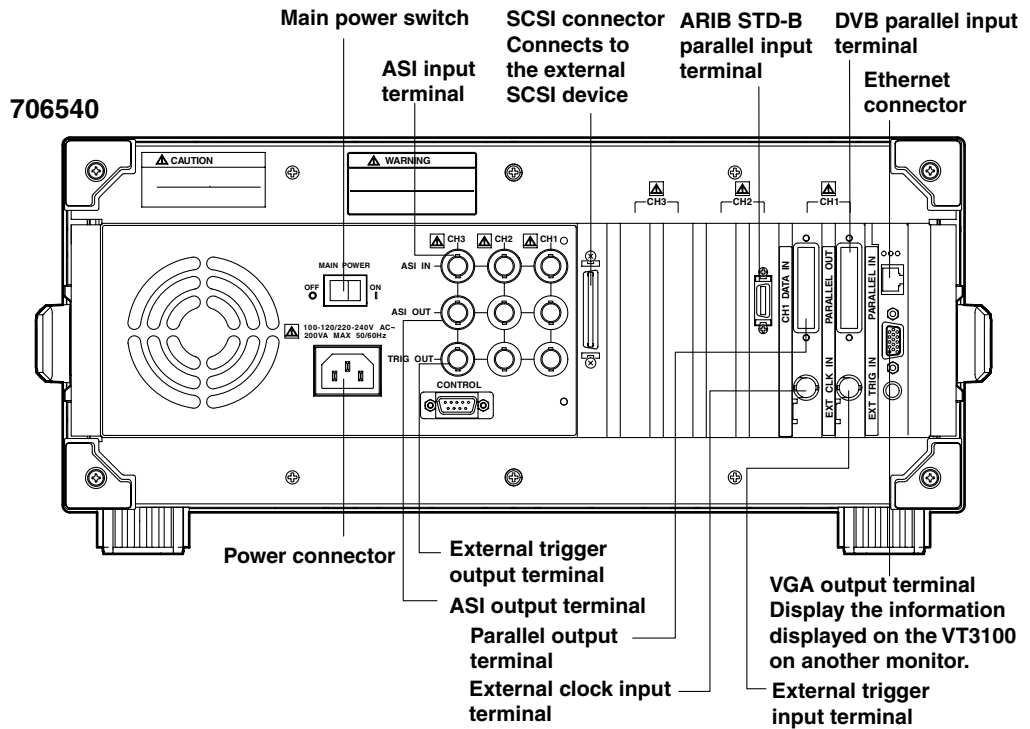 Main power switch
SCSI connector
Connects to
the external
SCSI device
ARIB STD-B
parallel input
terminal
DVB parallel input
terminal
ASI input
terminal
Ethernet
connector
706540
CAUTION
WARNING
CH3
CH2
CH1
CH3
CH2
CH1
MAIN POWER
OFF
ON
ASI IN
ASI OUT
TRIG OUT
100-120/220-240V AC~
200VA MAX 50/60Hz
CONTROL
CH1 DATA IN
PARALLEL OUT
PARALLEL IN
EXT CLK IN
EXT TRIG IN
Power connector
External trigger
output terminal
ASI output terminal
Parallel output
terminal
External clock input
terminal
VGA output terminal
Display the information
displayed on the VT3100
on another monitor.
External trigger
input terminal